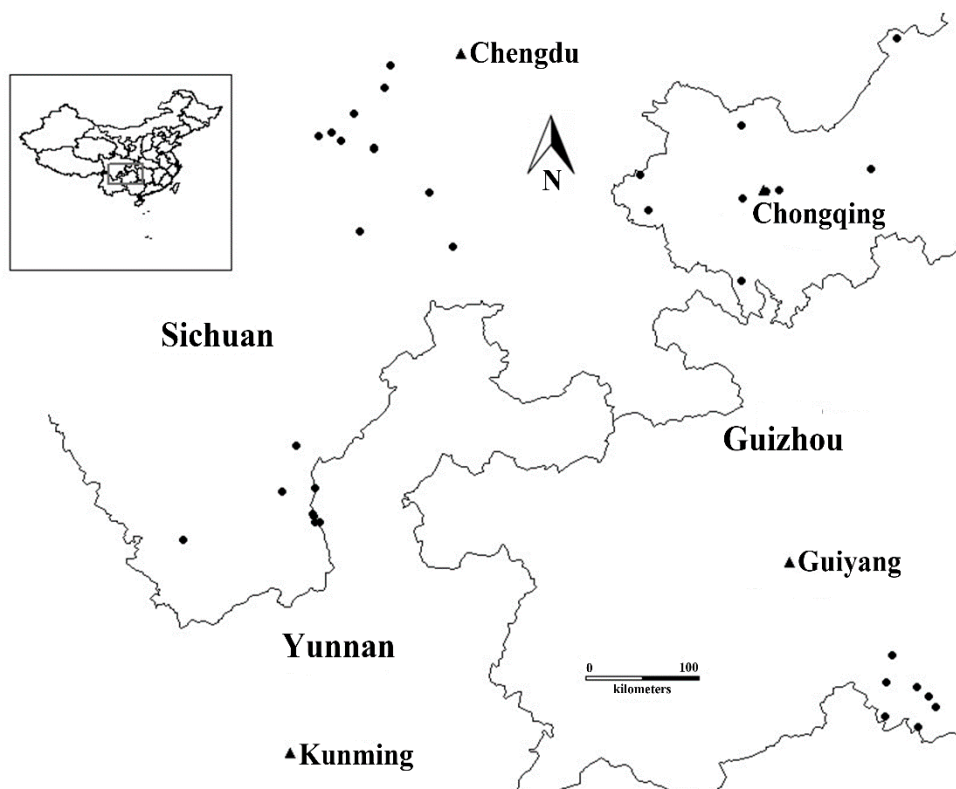 Chengdu
N
Chongqing
Sichuan
Guizhou
Guiyang
Yunnan
0 100
kilometers
Kunming